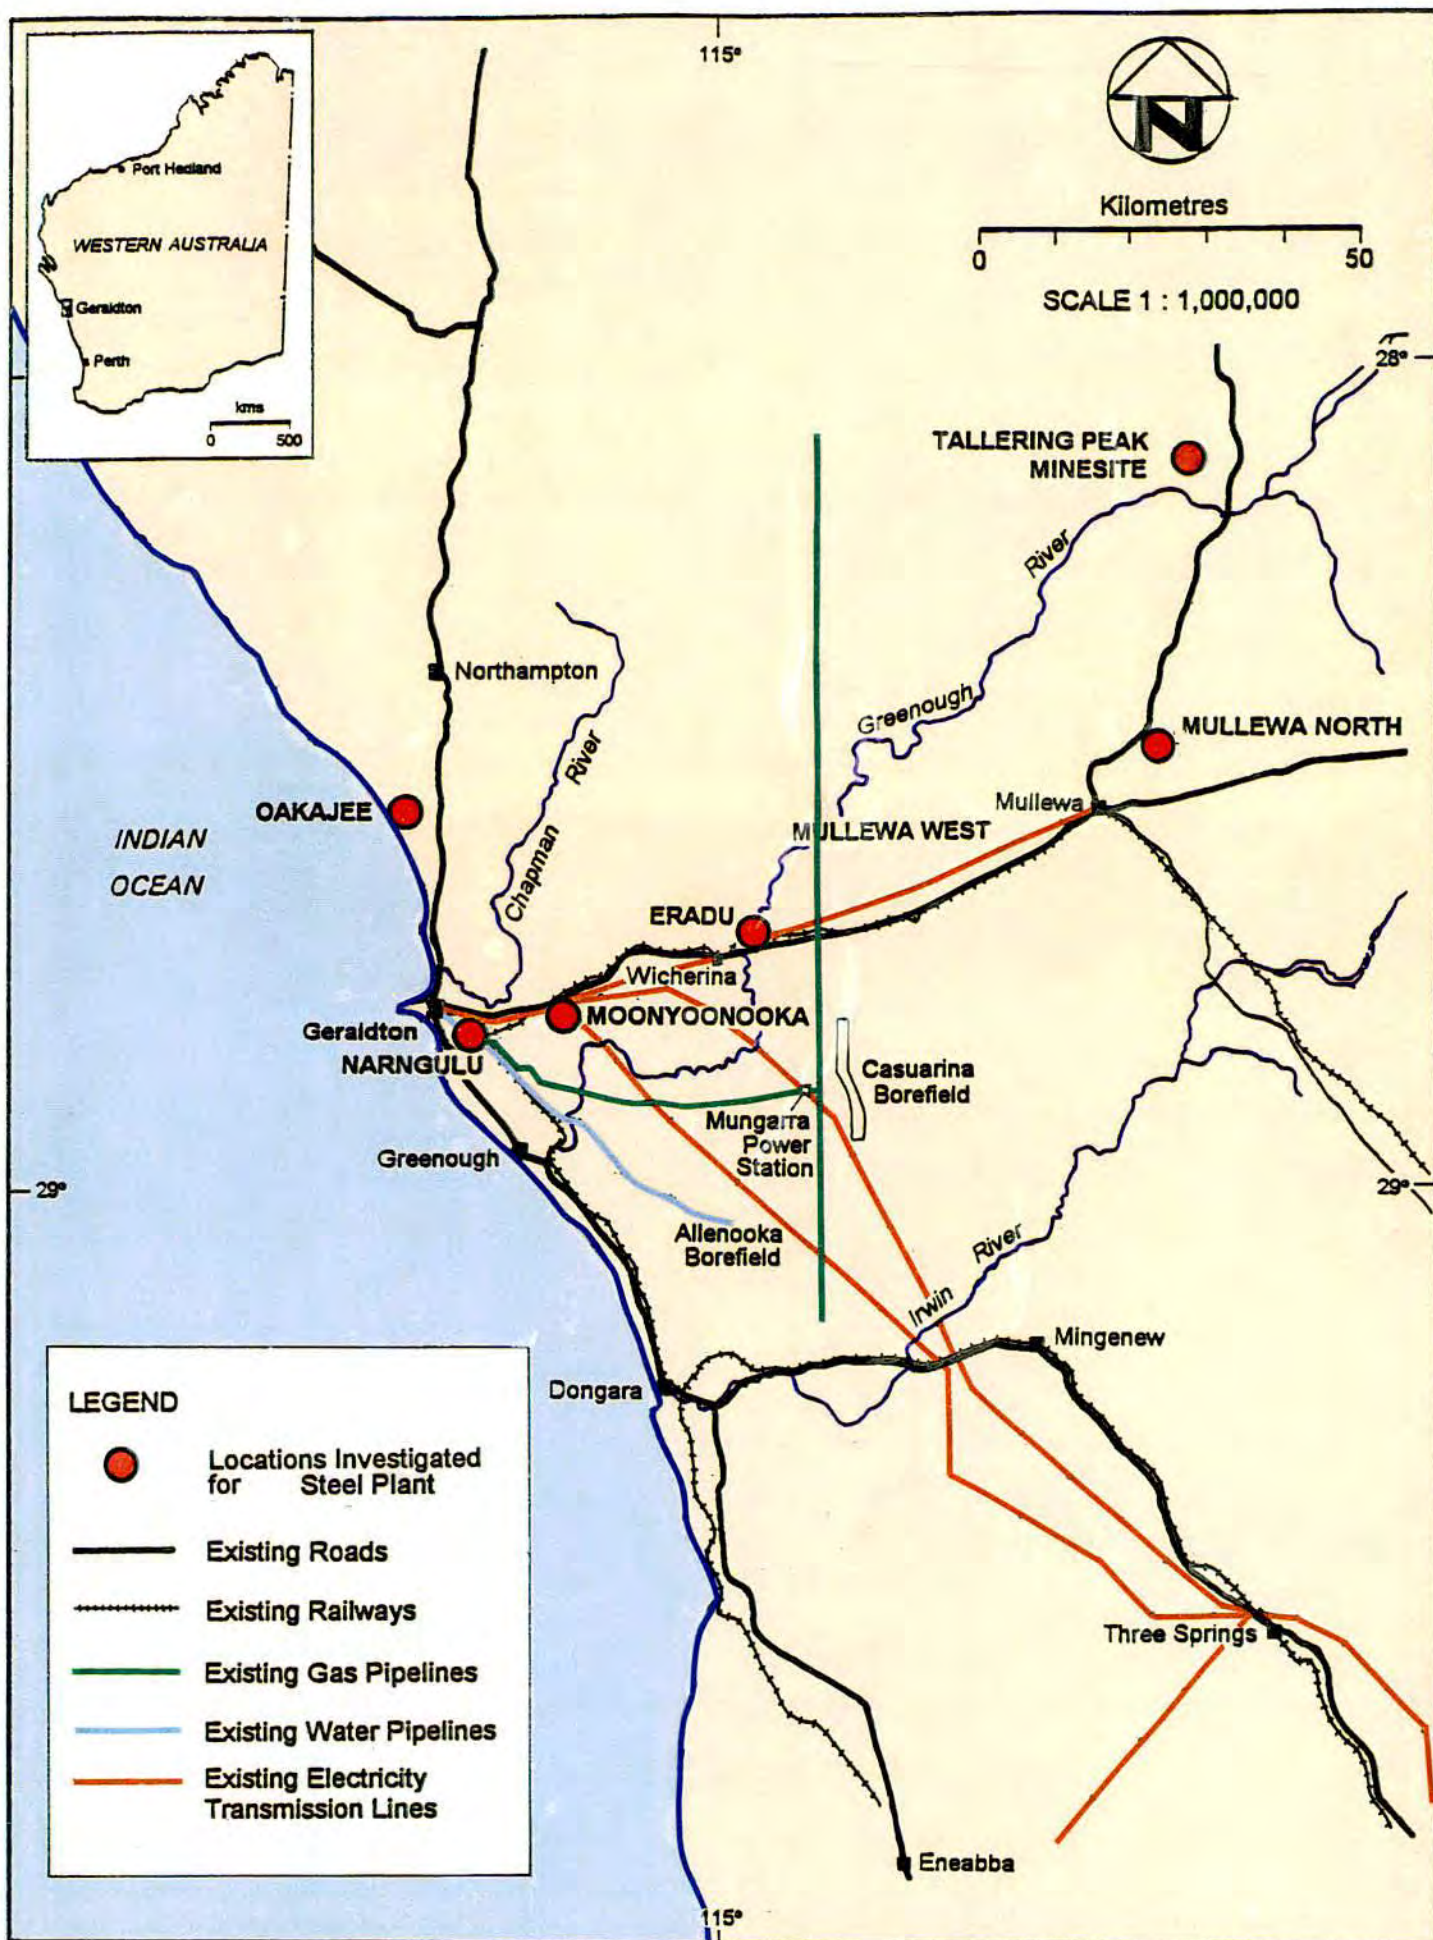 115°
Port Hedland
WESTERN AUSTRALIA
Geraldton
Perth
kms
0 500
N
Kilometres
0 50
SCALE 1 : 1,000,000
28°
TALLERING PEAK
MINESITE
River
Northampton
Greenough
MULLEWA NORTH
River
OAKAJEE
Mullewa
INDIAN
OCEAN
MULLEWA WEST
Chapman
ERADU
Wicherina
MOONYOONOOKA
Geraldton
NARNGULU
Casuarina
Borefield
Mungarra
Power
Station
Greenough
29°
29°
Allenooka
Borefield
River
Irwin
Mingenew
Dongara
LEGEND
Locations Investigated
for Steel Plant
Existing Roads
Existing Railways
Existing Gas Pipelines
Existing Water Pipelines
Existing Electricity
Transmission Lines
Three Springs
Eneabba
115°